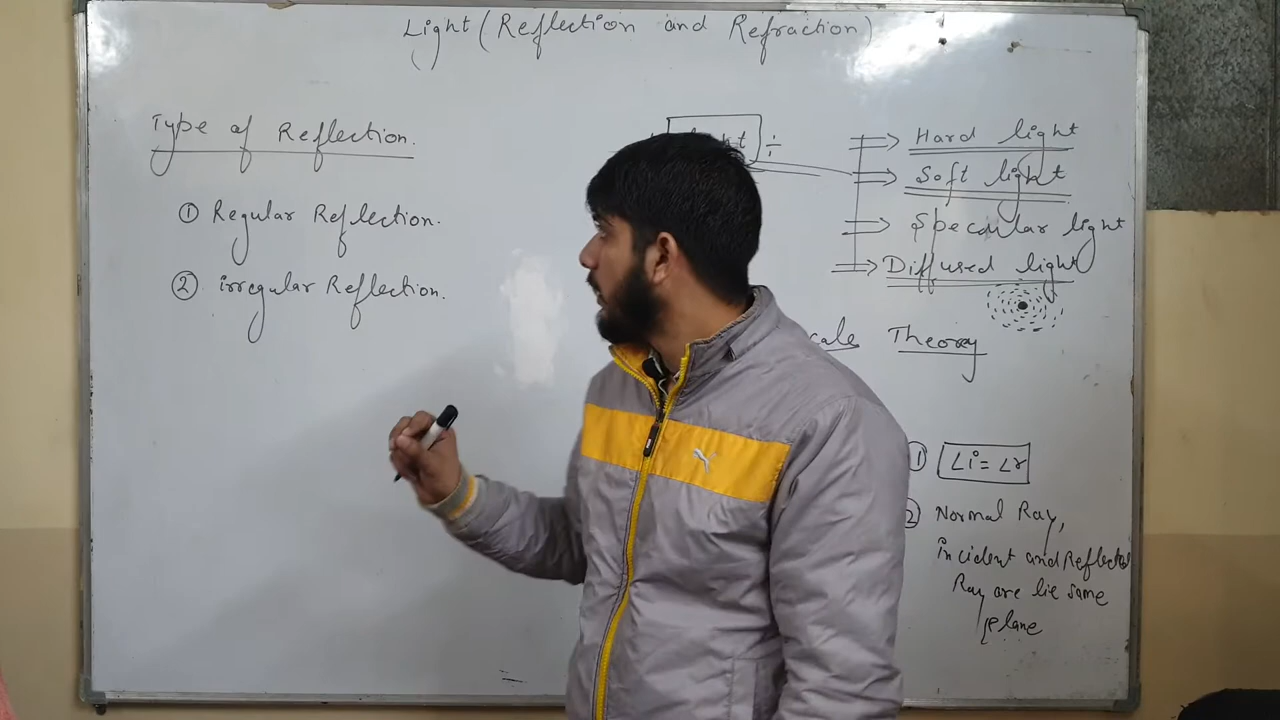 Light (Reflection and Refraction)
Type of Reflection.
① Regular Reflection.
② irregular Reflection.
÷
Hard light
Soft light
Specular light
Diffused light
Theory
① ∠i = ∠r
② Normal Ray,
incident and Reflected
Ray are lie same
plane